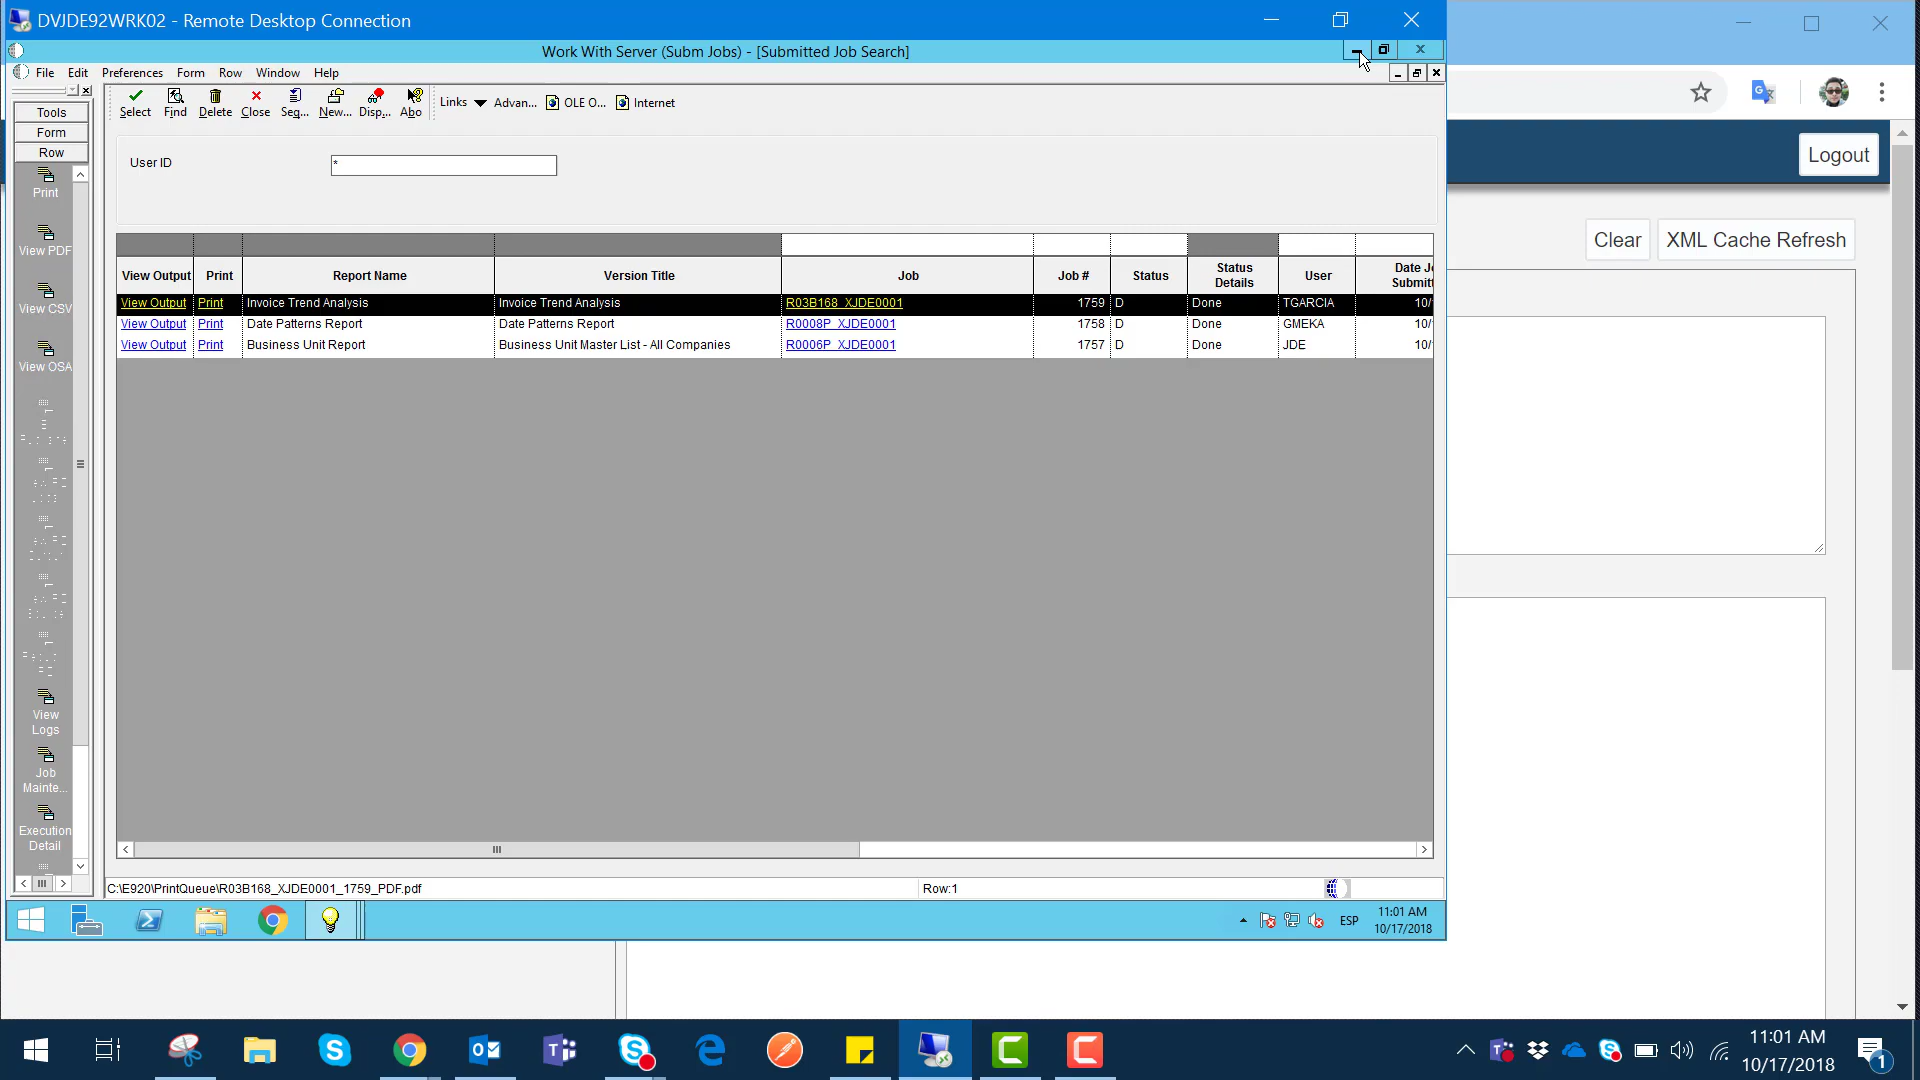 DVJDE92WRK02 - Remote Desktop Connection
Work With Server (Subm Jobs) - [Submitted Job Search]
File Edit Preferences Form Row Window Help
Tools
Form
Row
Print
View PDF
View CSV
View OSA
View Logs
Job Mainte...
Execution Detail
Select Find Delete Close Seq... New... Disp... Abo
Links Advan... OLE O... Internet
User ID *
View Output Print Report Name Version Title Job Job # Status Status Details User Date J Submitt
View Output Print Invoice Trend Analysis Invoice Trend Analysis R03B168_XJDE0001 1759 D Done TGARCIA 10/
View Output Print Date Patterns Report Date Patterns Report R0008P_XJDE0001 1758 D Done GMEKA 10/
View Output Print Business Unit Report Business Unit Master List - All Companies R0006P_XJDE0001 1757 D Done JDE 10/
C:\E920\PrintQueue\R03B168_XJDE0001_1759_PDF.pdf Row:1
ESP
11:01 AM
10/17/2018
Logout
Clear XML Cache Refresh
11:01 AM
10/17/2018
1